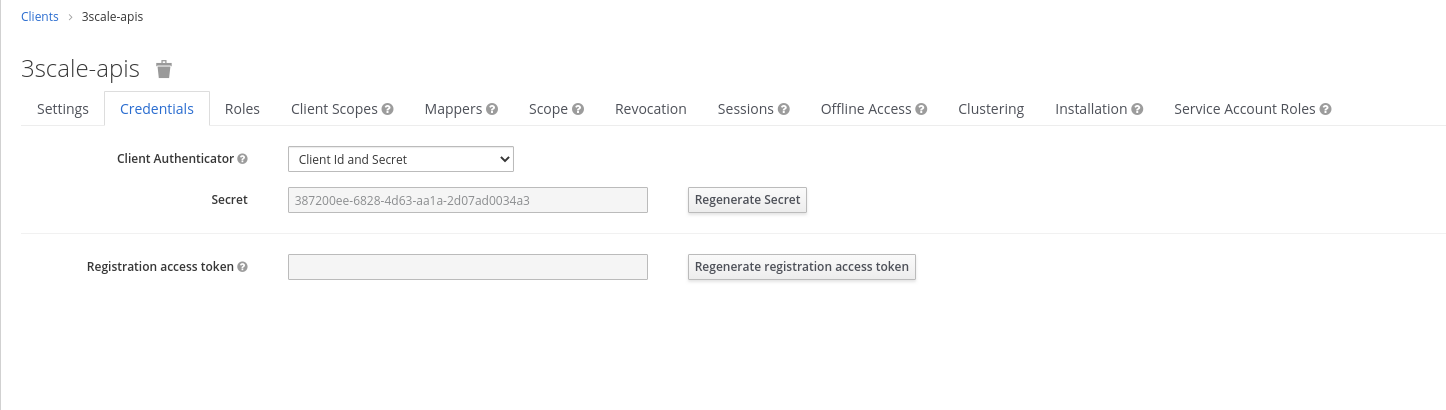 Clients › 3scale-apis
3scale-apis
Settings Credentials Roles Client Scopes Mappers Scope Revocation Sessions Offline Access Clustering Installation Service Account Roles
Client Authenticator Client Id and Secret
Secret 387200ee-6828-4d63-aa1a-2d07ad0034a3 Regenerate Secret
Registration access token Regenerate registration access token